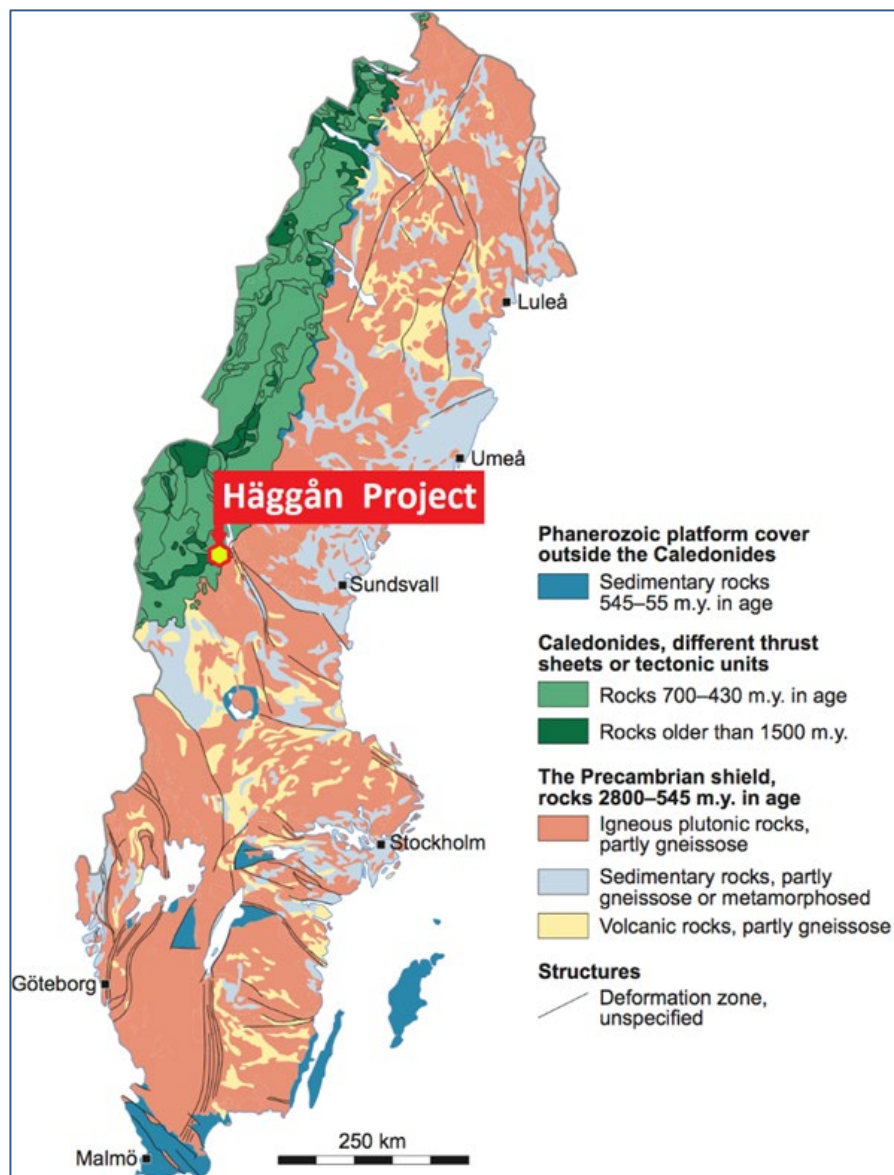 Luleå
Umeå
Häggån Project
Sundsvall
Stockholm
Göteborg
Malmö
250 km
Phanerozoic platform cover
outside the Caledonides
Sedimentary rocks
545–55 m.y. in age
Caledonides, different thrust
sheets or tectonic units
Rocks 700–430 m.y. in age
Rocks older than 1500 m.y.
The Precambrian shield,
rocks 2800–545 m.y. in age
Igneous plutonic rocks,
partly gneissose
Sedimentary rocks, partly
gneissose or metamorphosed
Volcanic rocks, partly gneissose
Structures
Deformation zone,
unspecified